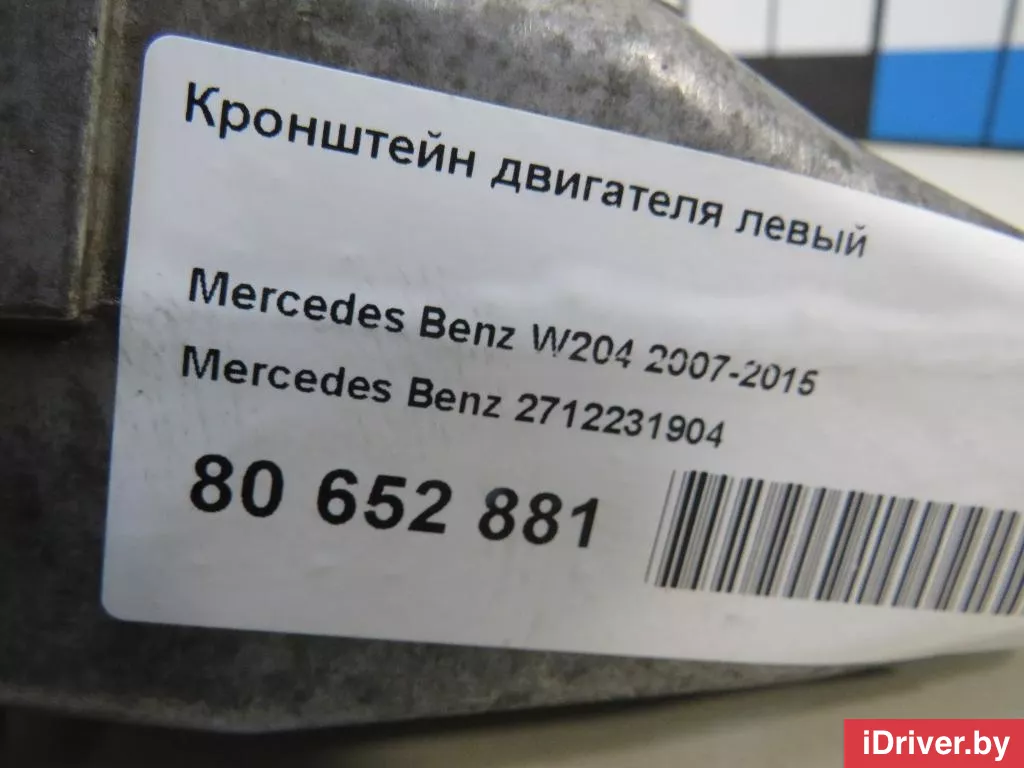 Кронштейн двигателя левый
Mercedes Benz W204 2007-2015
Mercedes Benz 2712231904
80 652 881
iDriver.by